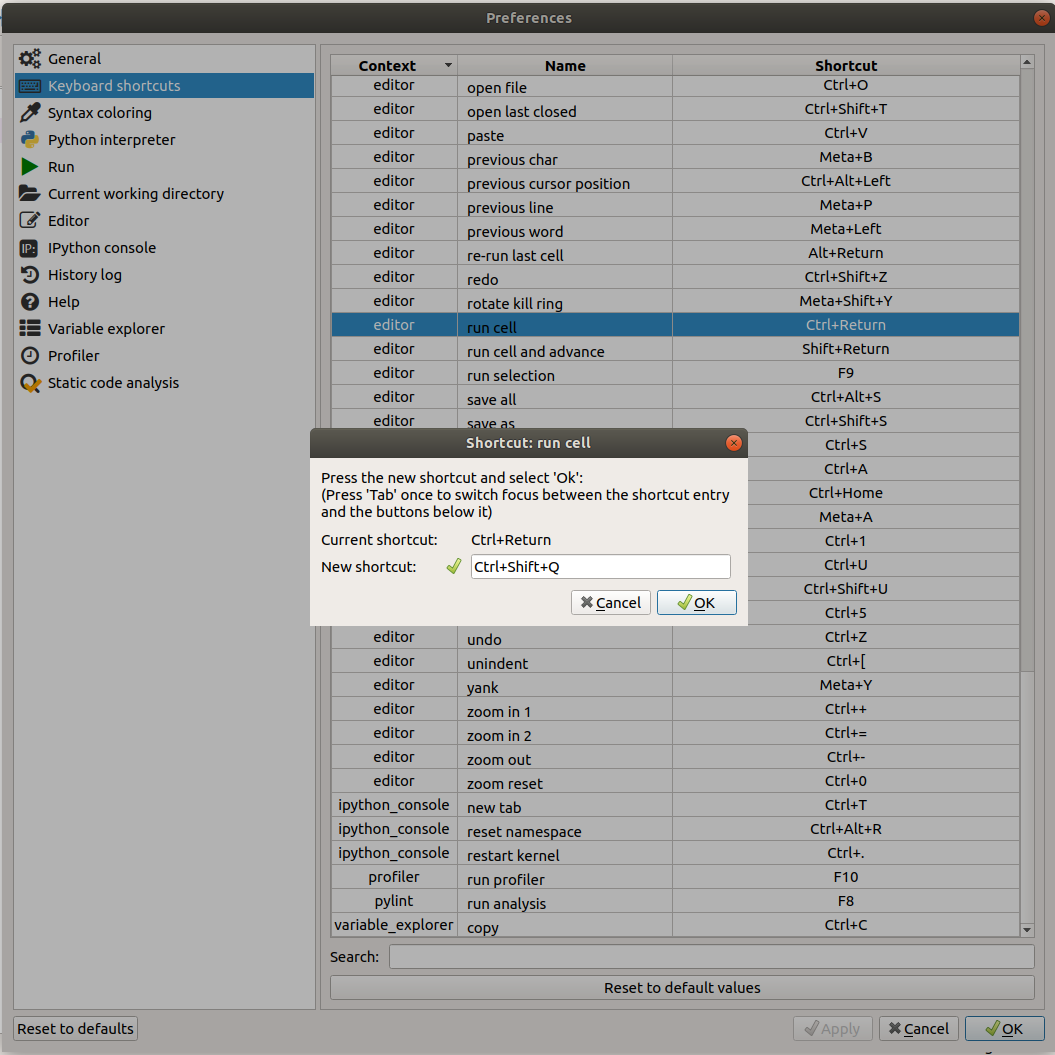 Preferences
General
Keyboard shortcuts
Syntax coloring
Python interpreter
Run
Current working directory
Editor
IP: IPython console
History log
Help
Variable explorer
Profiler
Static code analysis
Context Name Shortcut
editor open file Ctrl+O
editor open last closed Ctrl+Shift+T
editor paste Ctrl+V
editor previous char Meta+B
editor previous cursor position Ctrl+Alt+Left
editor previous line Meta+P
editor previous word Meta+Left
editor re-run last cell Alt+Return
editor redo Ctrl+Shift+Z
editor rotate kill ring Meta+Shift+Y
editor run cell Ctrl+Return
editor run cell and advance Shift+Return
editor run selection F9
editor save all Ctrl+Alt+S
editor save as Ctrl+Shift+S
Ctrl+S
Ctrl+A
Ctrl+Home
Meta+A
Ctrl+1
Ctrl+U
Ctrl+Shift+U
Ctrl+5
Shortcut: run cell
Press the new shortcut and select 'Ok':
(Press 'Tab' once to switch focus between the shortcut entry
and the buttons below it)
Current shortcut: Ctrl+Return
New shortcut: Ctrl+Shift+Q
Cancel OK
editor undo Ctrl+Z
editor unindent Ctrl+[
editor yank Meta+Y
editor zoom in 1 Ctrl++
editor zoom in 2 Ctrl+=
editor zoom out Ctrl+-
editor zoom reset Ctrl+0
ipython_console new tab Ctrl+T
ipython_console reset namespace Ctrl+Alt+R
ipython_console restart kernel Ctrl+.
profiler run profiler F10
pylint run analysis F8
variable_explorer copy Ctrl+C
Search:
Reset to default values
Reset to defaults Apply Cancel OK